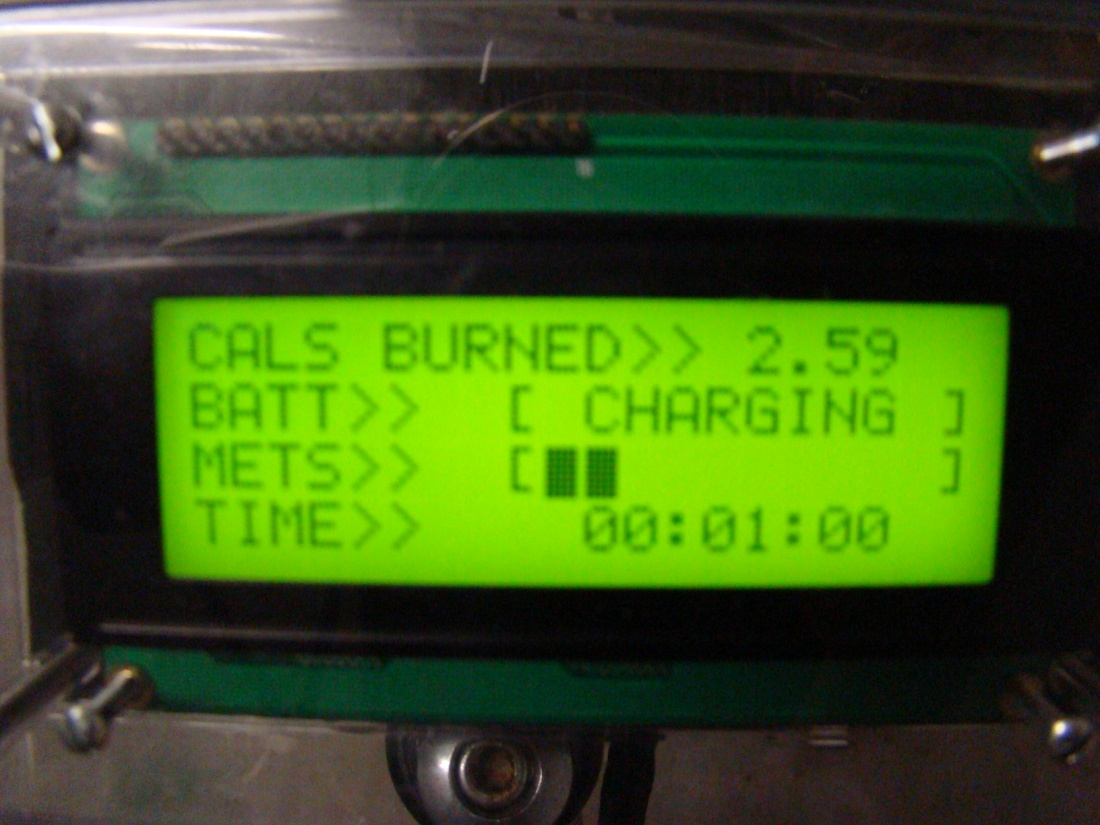 CALS BURNED>> 2.59
BATT>> [ CHARGING ]
METS>> [██ ]
TIME>> 00:01:00